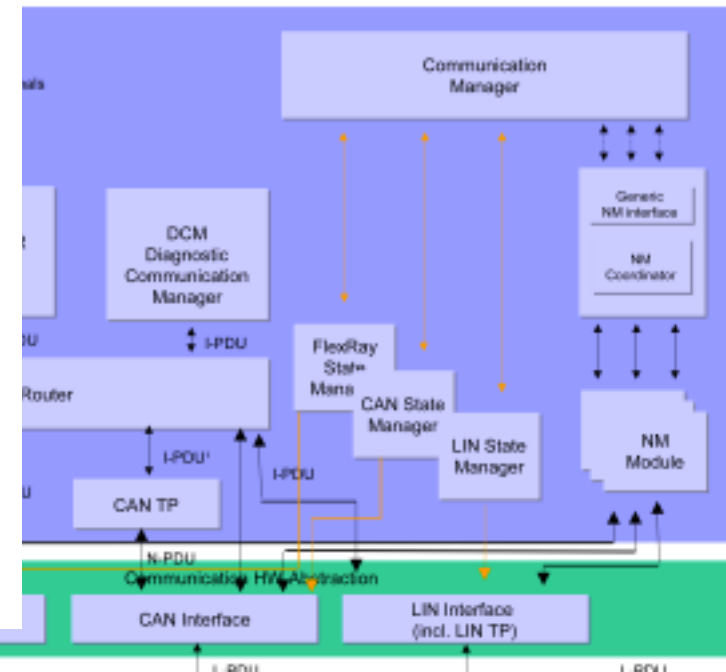 Communication
Manager
Generic
NM interface
NM
Coordinator
DCM
Diagnostic
Communication
Manager
I-PDU
Router
FlexRay
State
CAN State
Manager
LIN State
Manager
NM
Module
I-PDU¹
I-PDU
CAN TP
N-PDU
Communication HW-Abstraction
CAN Interface
LIN Interface
(incl. LIN TP)
I-PDU
I-PDU